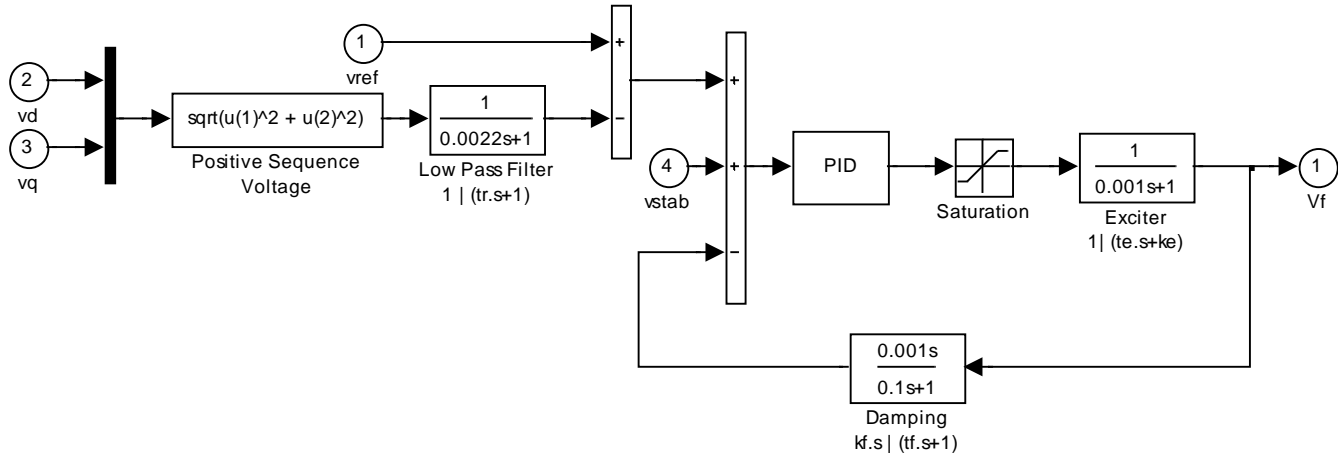 1
vref
+
−
2
vd
3
vq
sqrt(u(1)^2 + u(2)^2)
Positive Sequence
Voltage
1
0.0022s+1
Low Pass Filter
1 | (tr.s+1)
+
+
−
4
vstab
PID
Saturation
1
0.001s+1
Exciter
1| (te.s+ke)
1
Vf
0.001s
0.1s+1
Damping
kf.s | (tf.s+1)